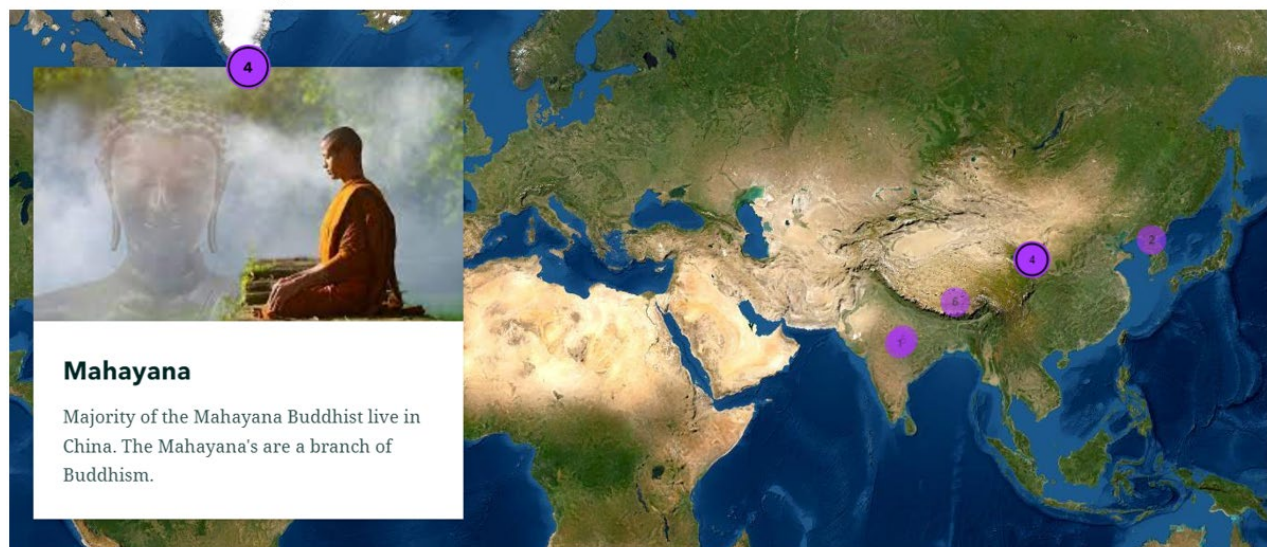 4
Mahayana
Majority of the Mahayana Buddhist live in
China. The Mahayana's are a branch of
Buddhism.
2
4
6